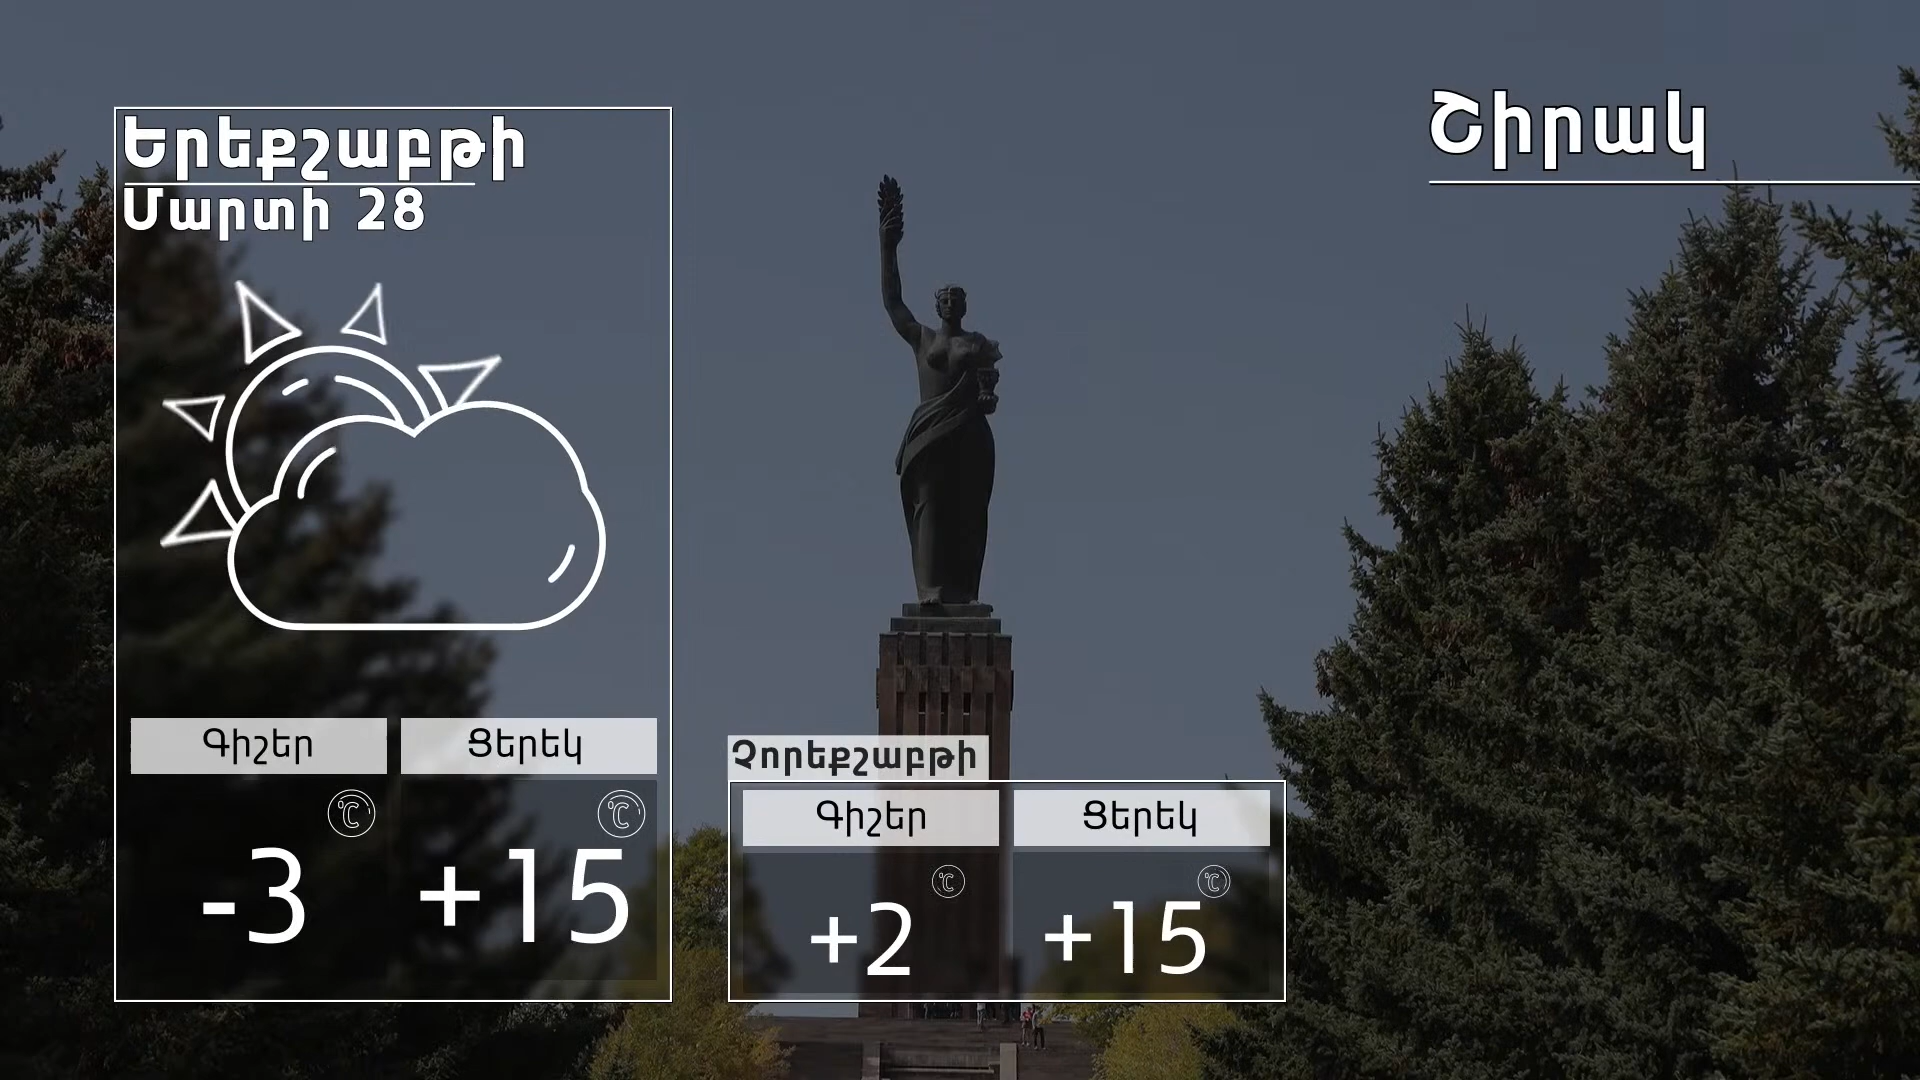 Երեքշաբթի
Մարտի 28
Շիրակ
Գիշեր
Ցերեկ
°C
°C
-3
+15
Չորեքշաբթի
Գիշեր
Ցերեկ
°C
°C
+2
+15